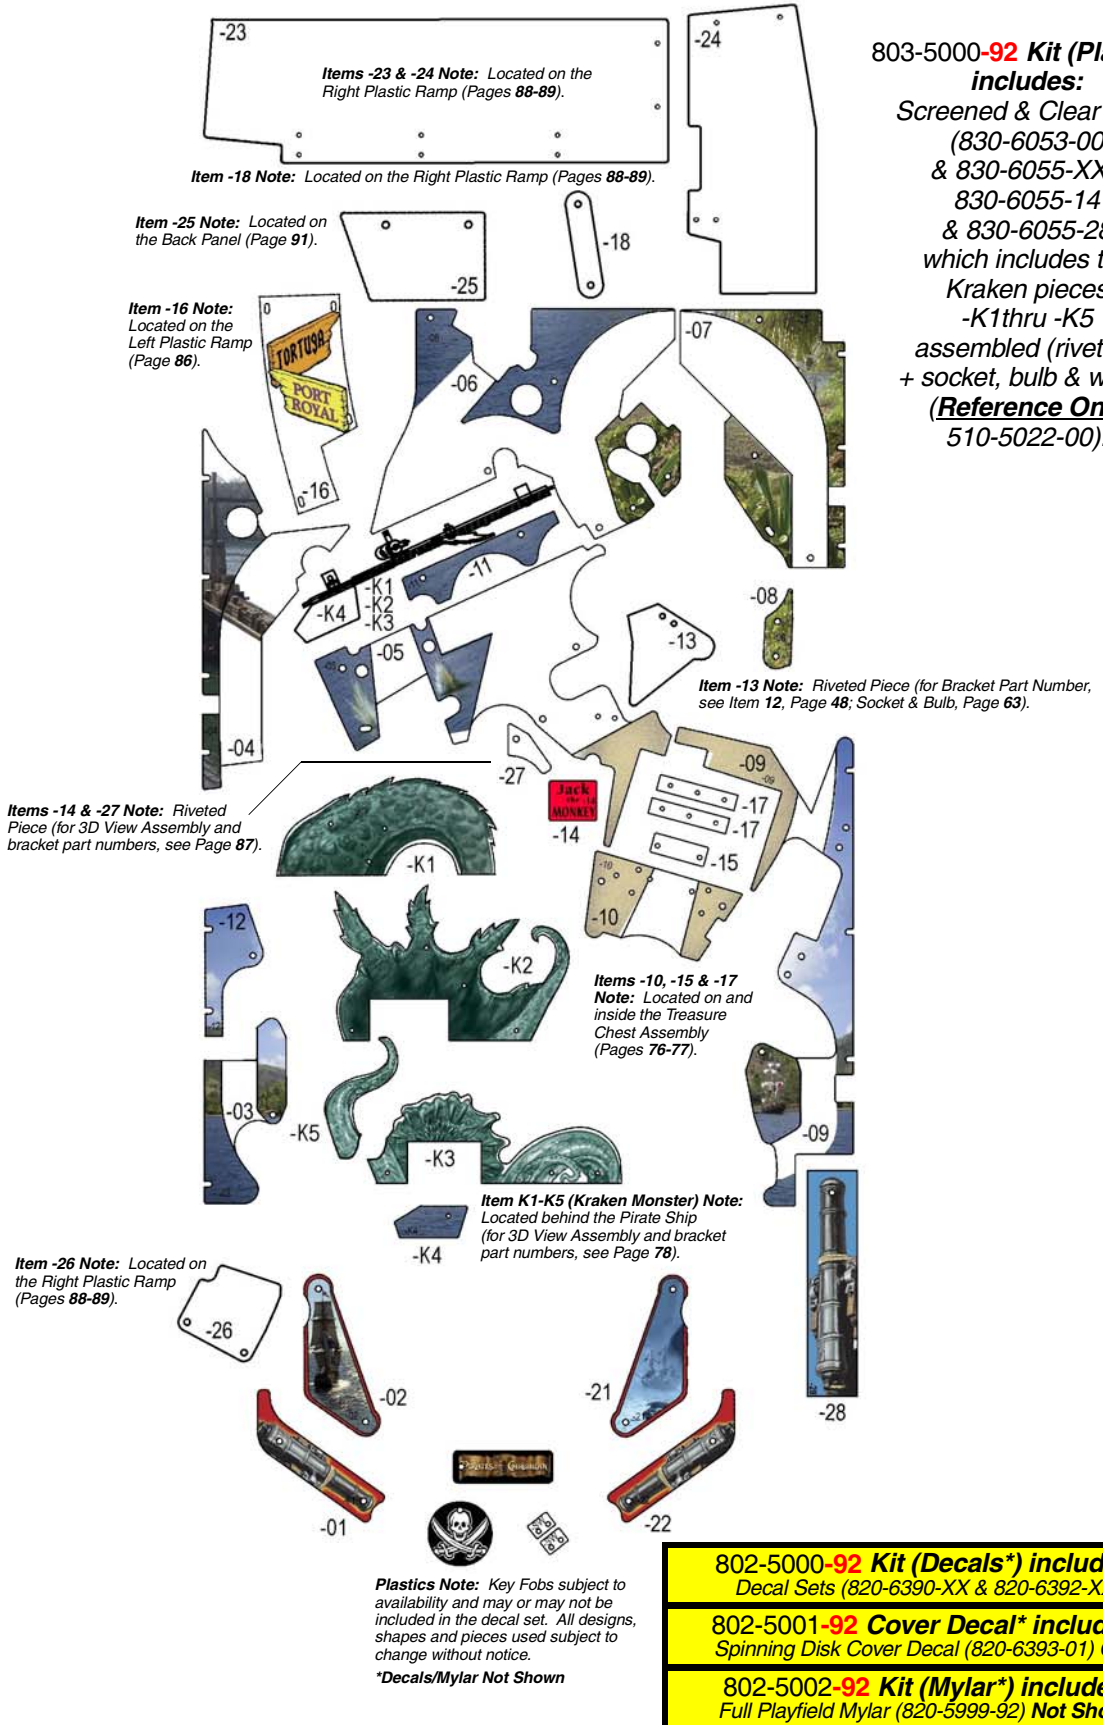 -23
-24
Items -23 & -24 Note: Located on the
Right Plastic Ramp (Pages 88-89).
803-5000-92 Kit (Pla
includes:
Screened & Clear
(830-6053-00
& 830-6055-XX
830-6055-14
& 830-6055-28
which includes t
Kraken pieces
-K1thru -K5
assembled (rivet
+ socket, bulb & w
(Reference On
510-5022-00).
Item -18 Note: Located on the Right Plastic Ramp (Pages 88-89).
Item -25 Note: Located on
the Back Panel (Page 91).
-25
-18
Item -16 Note:
Located on the
Left Plastic Ramp
(Page 86).
TORTUGA
PORT
ROYAL
-16
-06
-07
-11
-K1
-K2
-K3
-K4
-05
-04
-08
-13
Item -13 Note: Riveted Piece (for Bracket Part Number,
see Item 12, Page 48; Socket & Bulb, Page 63).
-27
Jack
the
MONKEY
-14
-09
-09
-17
-17
-15
-10
-10
Items -14 & -27 Note: Riveted
Piece (for 3D View Assembly and
bracket part numbers, see Page 87).
-K1
-K2
-12
Items -10, -15 & -17
Note: Located on and
inside the Treasure
Chest Assembly
(Pages 76-77).
-03
-K5
-K3
-09
Item K1-K5 (Kraken Monster) Note:
Located behind the Pirate Ship
(for 3D View Assembly and bracket
part numbers, see Page 78).
-K4
-K4
Item -26 Note: Located on
the Right Plastic Ramp
(Pages 88-89).
-26
-02
-21
-28
-01
-22
PIRATES OF THE CARIBBEAN
Plastics Note: Key Fobs subject to
availability and may or may not be
included in the decal set. All designs,
shapes and pieces used subject to
change without notice.
*Decals/Mylar Not Shown
802-5000-92 Kit (Decals*) includ
Decal Sets (820-6390-XX & 820-6392-X
802-5001-92 Cover Decal* includ
Spinning Disk Cover Decal (820-6393-01)
802-5002-92 Kit (Mylar*) include
Full Playfield Mylar (820-5999-92) Not Sho